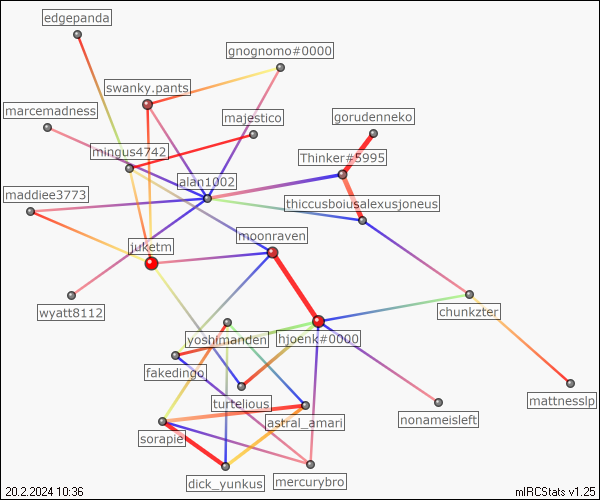 edgepanda
gnognomo#0000
swanky.pants
marcemadness
majestico
gorudenneko
mingus4742
Thinker#5995
alan1002
maddiee3773
thiccusboiusalexusjoneus
moonraven
juketm
wyatt8112
chunkzter
yoshimanden
hjoenk#0000
fakedingo
turtelious
mattnesslp
astral_amari
nonameisleft
sorapie
dick_yunkus
mercurybro
20.2.2024 10:36
mIRCStats v1.25